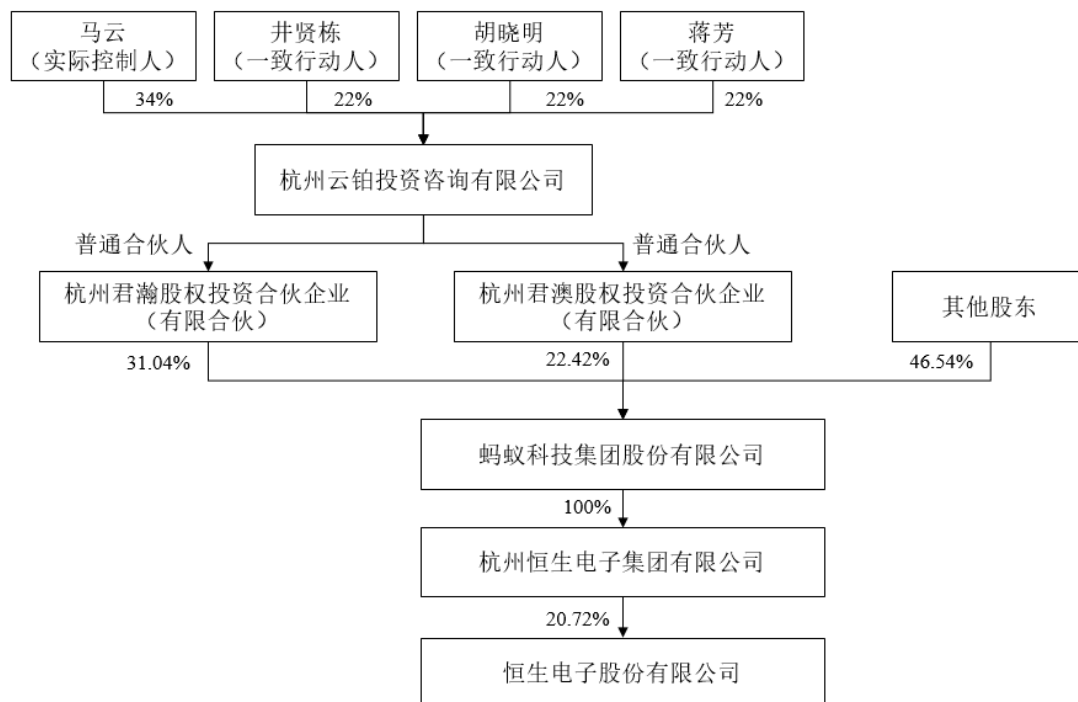 马云
（实际控制人）
井贤栋
（一致行动人）
胡晓明
（一致行动人）
蒋芳
（一致行动人）
34%
22%
22%
22%
杭州云铂投资咨询有限公司
普通合伙人
普通合伙人
杭州君瀚股权投资合伙企业
（有限合伙）
杭州君澳股权投资合伙企业
（有限合伙）
其他股东
31.04%
22.42%
46.54%
蚂蚁科技集团股份有限公司
100%
杭州恒生电子集团有限公司
20.72%
恒生电子股份有限公司